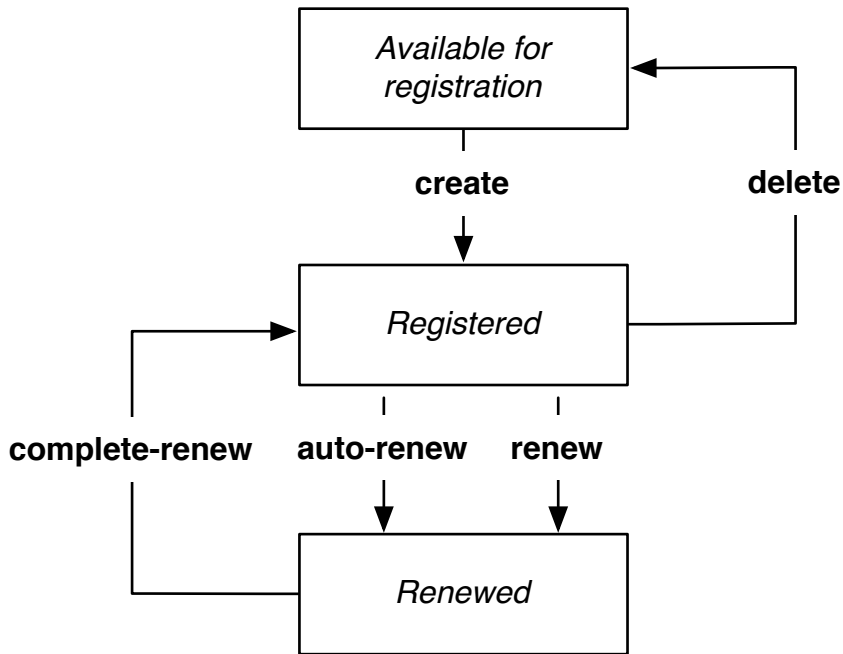 Available for
registration
create
delete
Registered
complete-renew
auto-renew
renew
Renewed